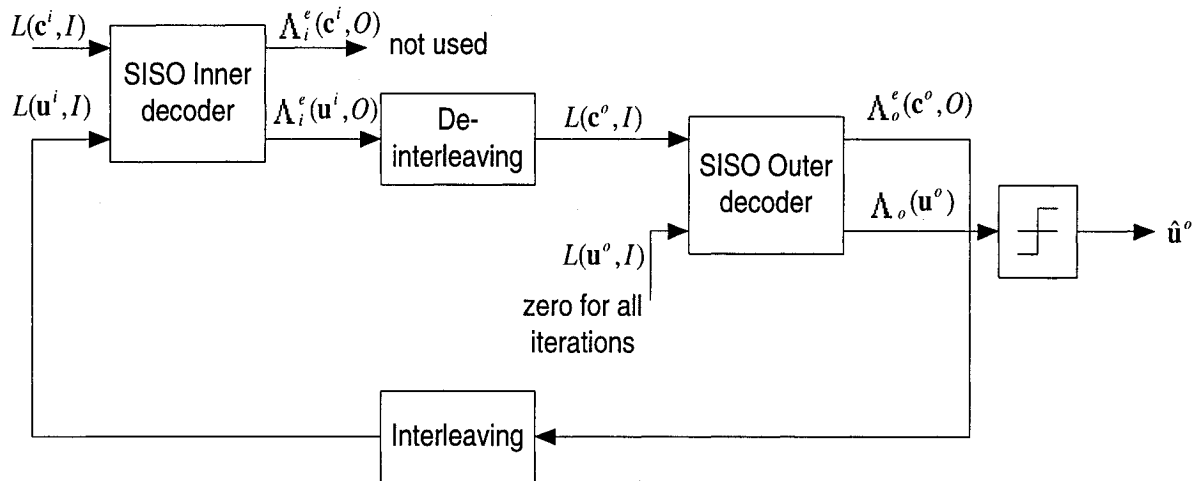 L(c^i,I)
Λ_i^e(c^i,O)
not used
SISO Inner
decoder
L(u^i,I)
Λ_i^e(u^i,O)
De-
interleaving
L(c^o,I)
Λ_o^e(c^o,O)
SISO Outer
decoder
Λ_o(u^o)
û^o
L(u^o,I)
zero for all
iterations
Interleaving